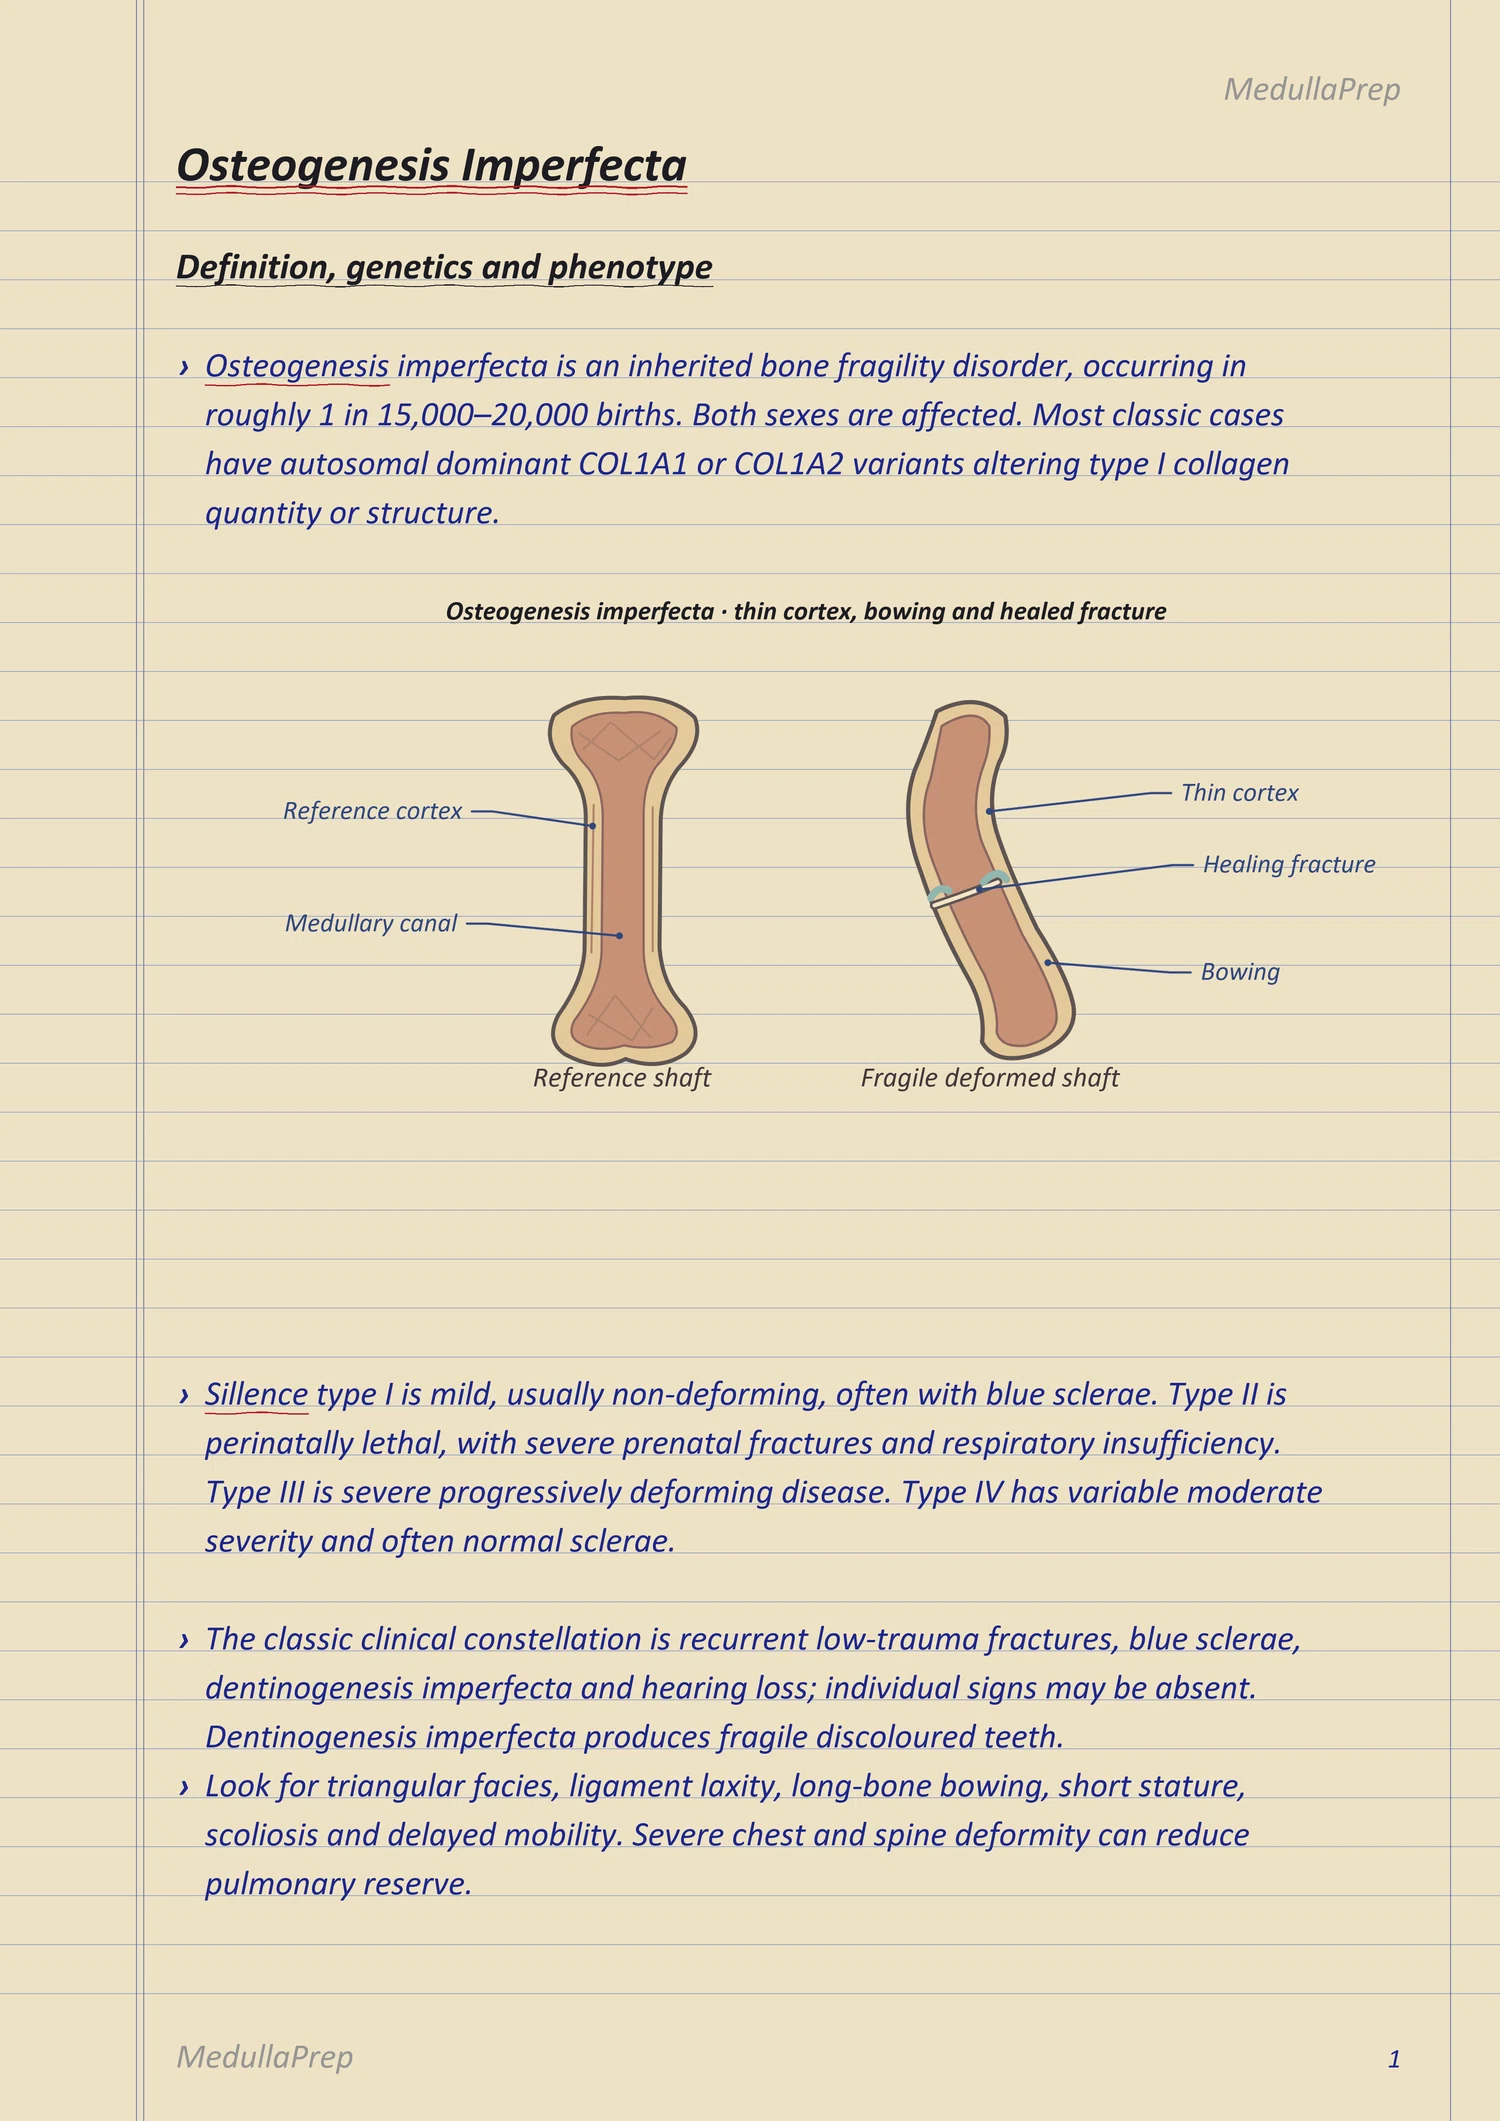 MedullaPrep
Osteogenesis Imperfecta
Definition, genetics and phenotype
› Osteogenesis imperfecta is an inherited bone fragility disorder, occurring in
roughly 1 in 15,000–20,000 births. Both sexes are affected. Most classic cases
have autosomal dominant COL1A1 or COL1A2 variants altering type I collagen
quantity or structure.
Osteogenesis imperfecta · thin cortex, bowing and healed fracture
Reference cortex
Medullary canal
Reference shaft
Thin cortex
Healing fracture
Bowing
Fragile deformed shaft
› Sillence type I is mild, usually non-deforming, often with blue sclerae. Type II is
perinatally lethal, with severe prenatal fractures and respiratory insufficiency.
Type III is severe progressively deforming disease. Type IV has variable moderate
severity and often normal sclerae.
› The classic clinical constellation is recurrent low-trauma fractures, blue sclerae,
dentinogenesis imperfecta and hearing loss; individual signs may be absent.
Dentinogenesis imperfecta produces fragile discoloured teeth.
› Look for triangular facies, ligament laxity, long-bone bowing, short stature,
scoliosis and delayed mobility. Severe chest and spine deformity can reduce
pulmonary reserve.
MedullaPrep
1